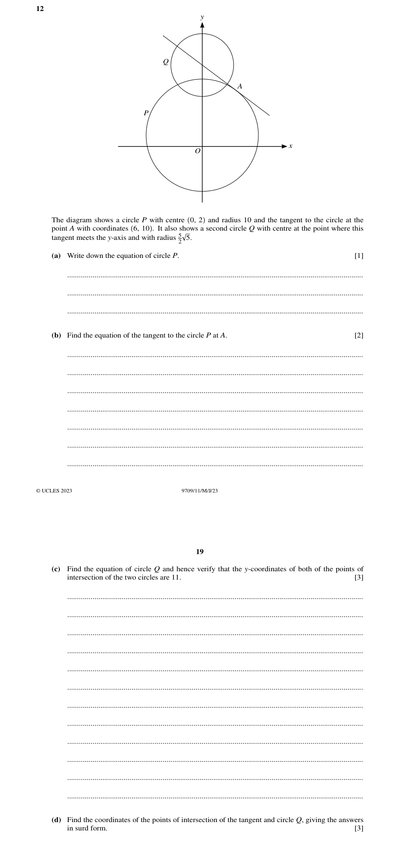 12
y
Q
A
P
O
x
The diagram shows a circle P with centre (0, 2) and radius 10 and the tangent to the circle at the
point A with coordinates (6, 10). It also shows a second circle Q with centre at the point where this
tangent meets the y-axis and with radius 5/2√5.
(a) Write down the equation of circle P. [1]
(b) Find the equation of the tangent to the circle P at A. [2]
© UCLES 2023 9709/11/M/J/23
19
(c) Find the equation of circle Q and hence verify that the y-coordinates of both of the points of
intersection of the two circles are 11. [3]
(d) Find the coordinates of the points of intersection of the tangent and circle Q, giving the answers
in surd form. [3]